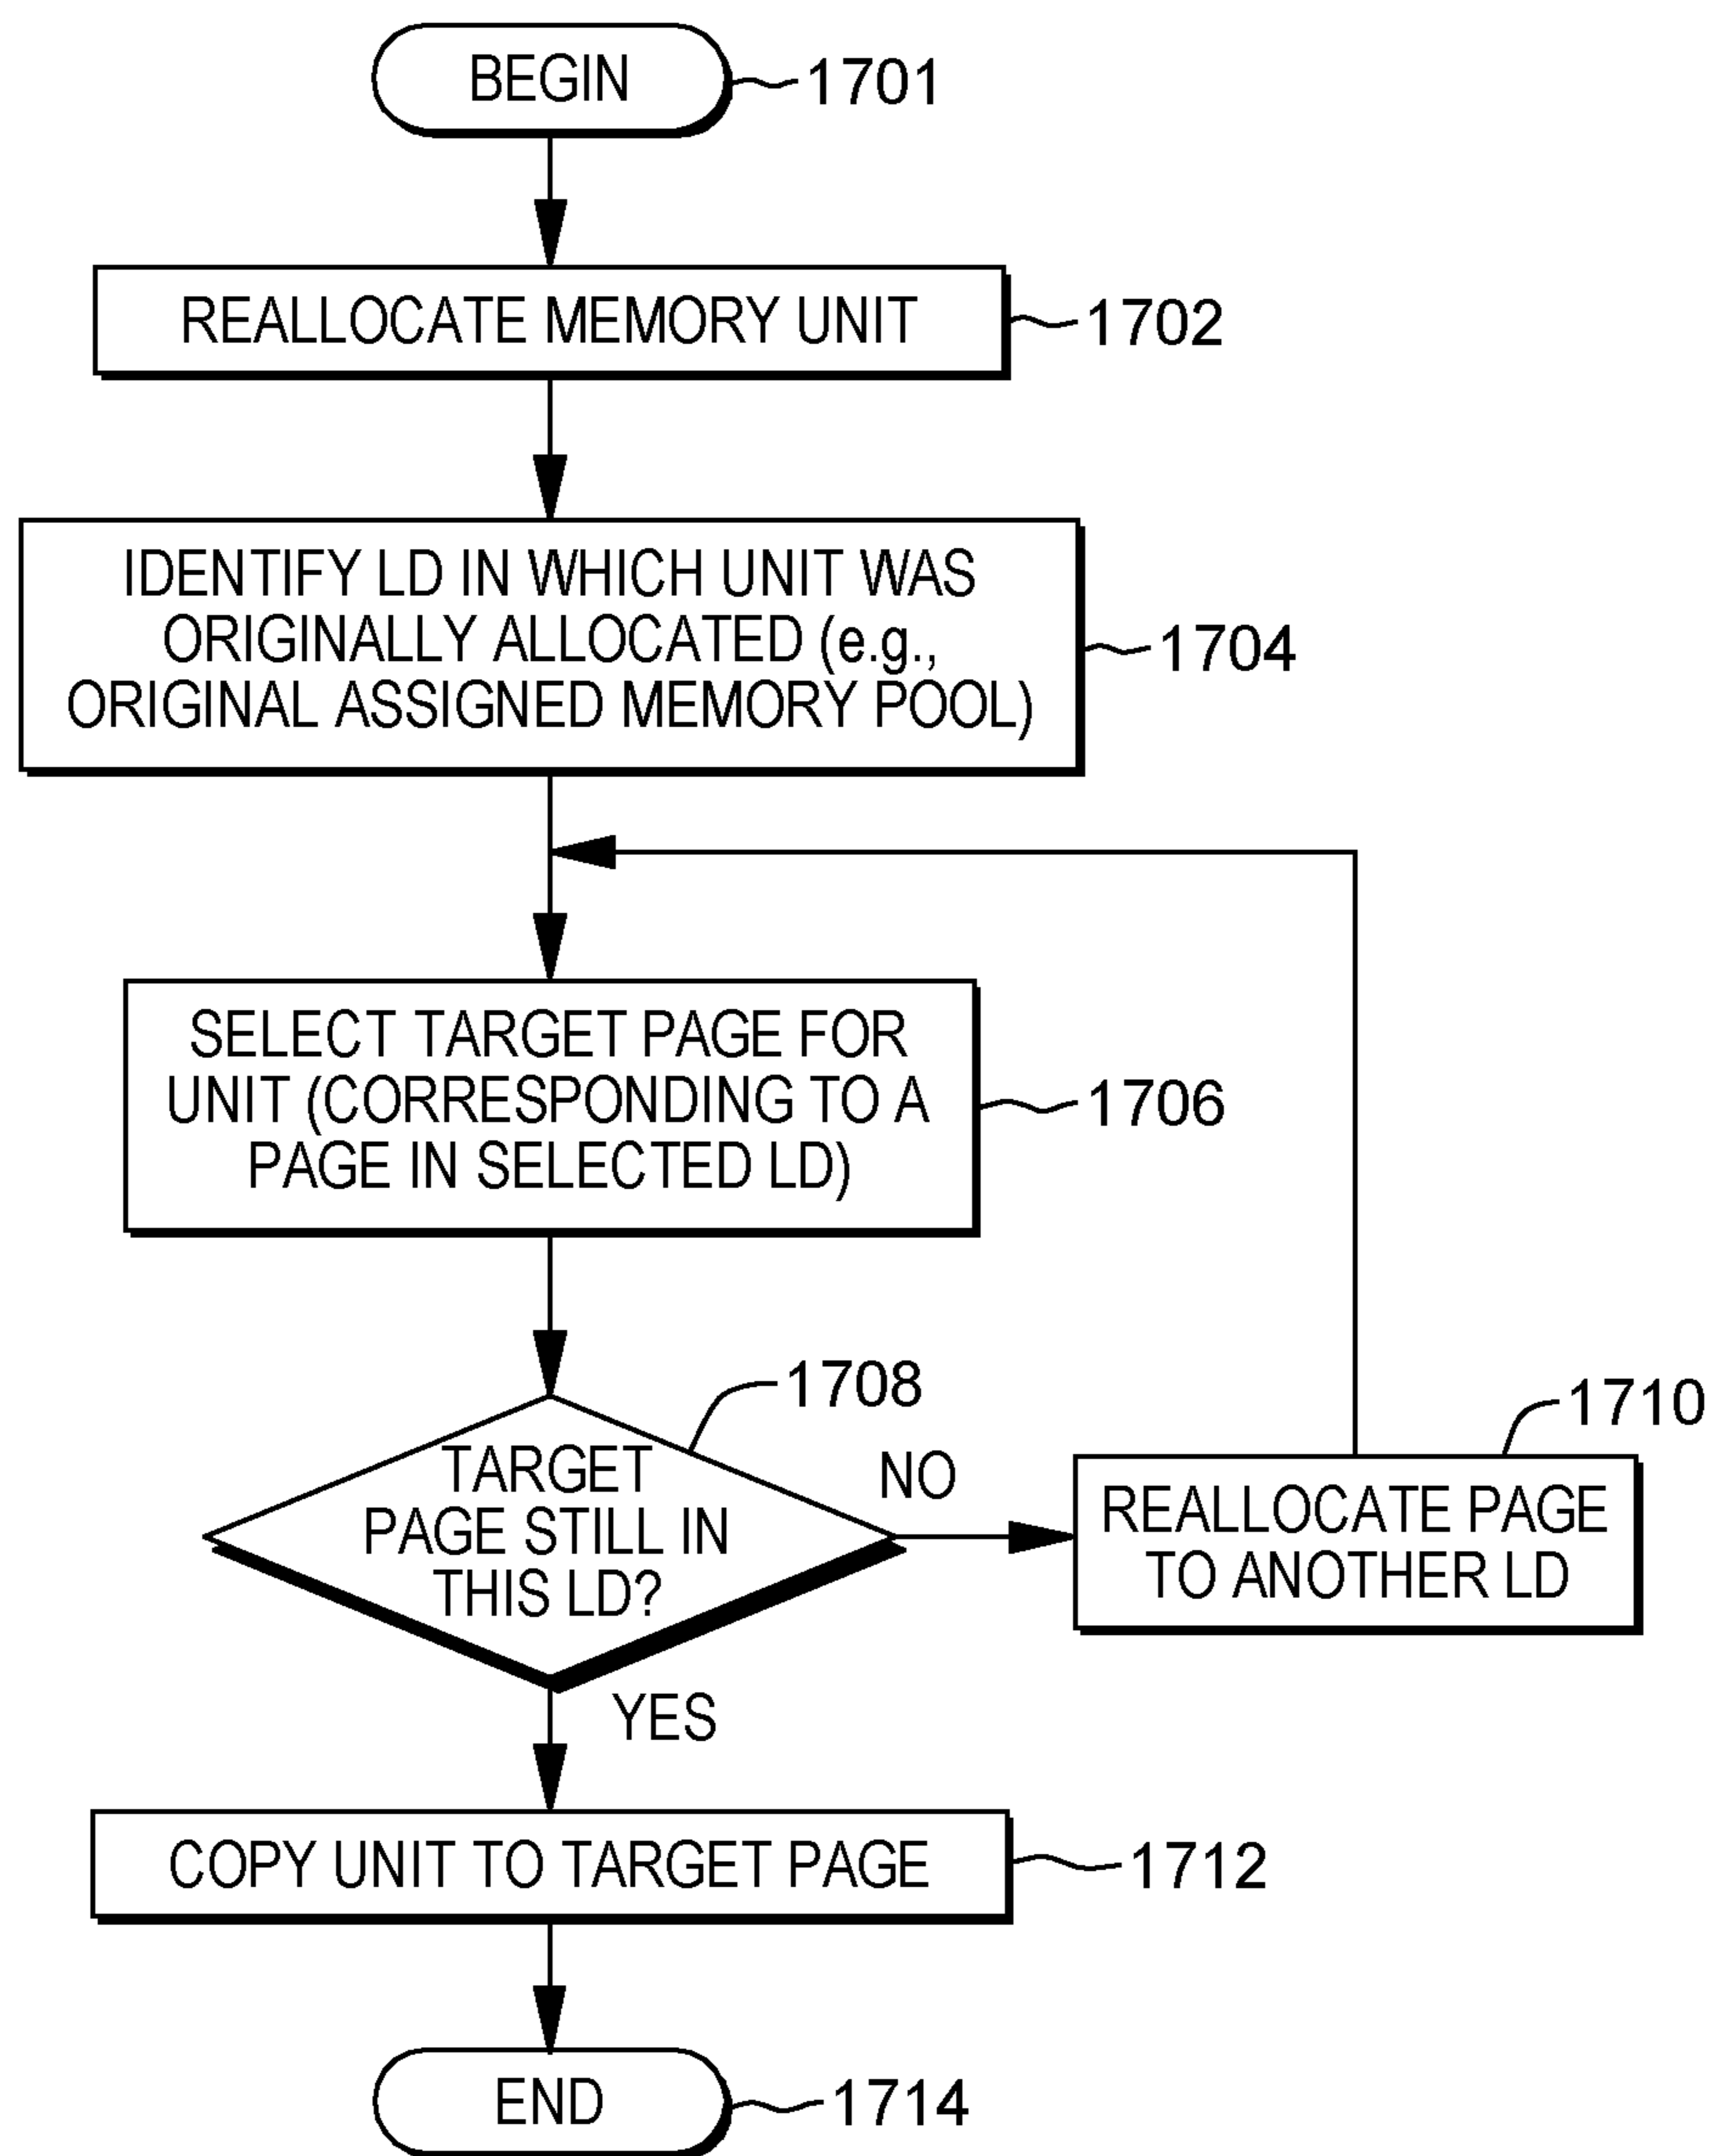 BEGIN
1701
REALLOCATE MEMORY UNIT
1702
IDENTIFY LD IN WHICH UNIT WAS
ORIGINALLY ALLOCATED (e.g.,
ORIGINAL ASSIGNED MEMORY POOL)
1704
SELECT TARGET PAGE FOR
UNIT (CORRESPONDING TO A
PAGE IN SELECTED LD)
1706
1708
TARGET
PAGE STILL IN
THIS LD?
NO
1710
REALLOCATE PAGE
TO ANOTHER LD
YES
COPY UNIT TO TARGET PAGE
1712
END
1714